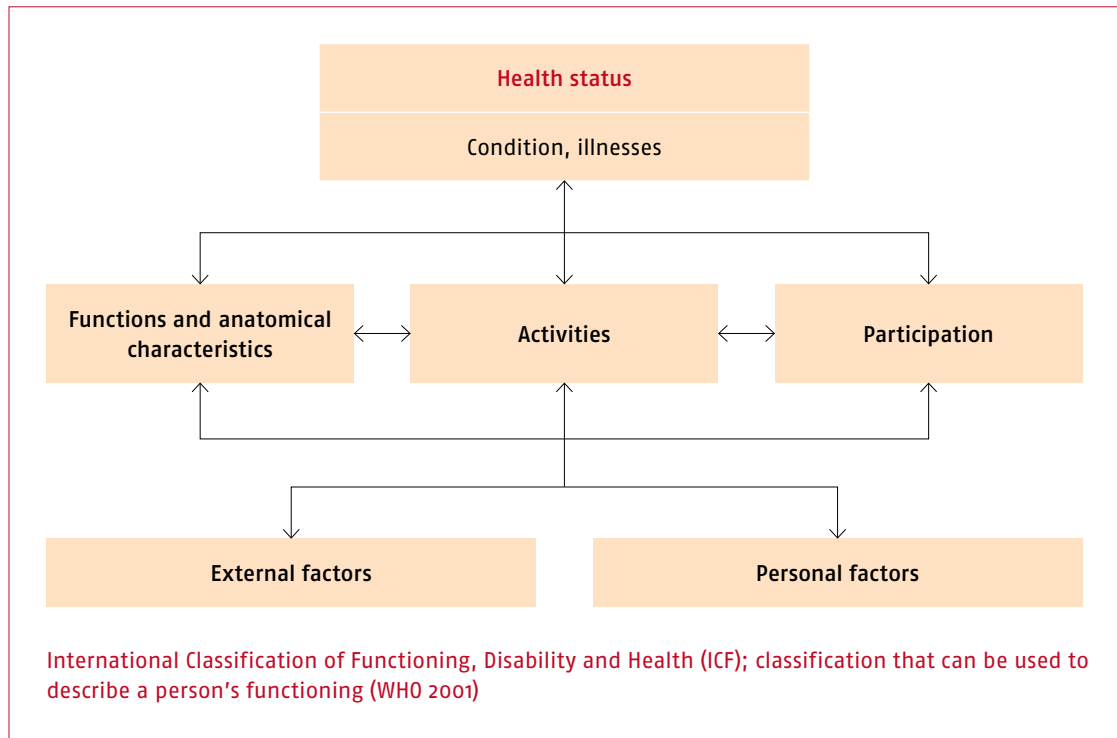 Health status
Condition, illnesses
Functions and anatomical
characteristics
Activities
Participation
External factors
Personal factors
International Classification of Functioning, Disability and Health (ICF); classification that can be used to
describe a person's functioning (WHO 2001)